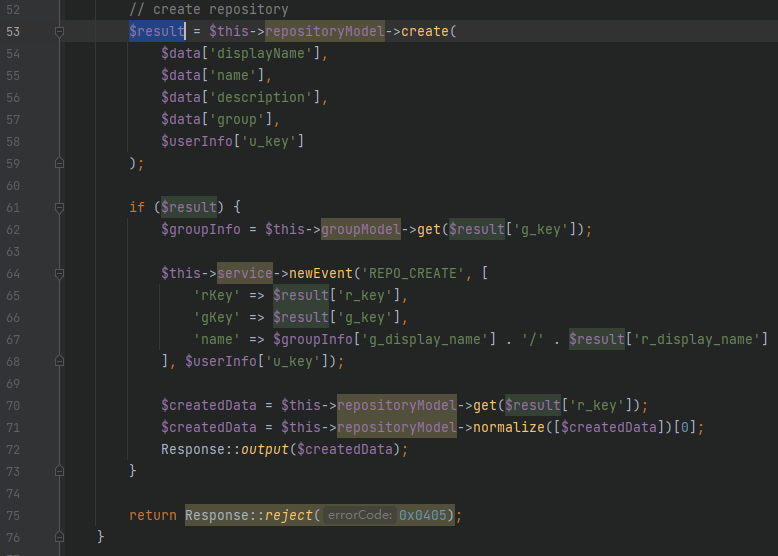 52 // create repository
53 $result = $this->repositoryModel->create(
54 $data['displayName'],
55 $data['name'],
56 $data['description'],
57 $data['group'],
58 $userInfo['u_key']
59 );
60
61 if ($result) {
62 $groupInfo = $this->groupModel->get($result['g_key']);
63
64 $this->service->newEvent('REPO_CREATE', [
65 'rKey' => $result['r_key'],
66 'gKey' => $result['g_key'],
67 'name' => $groupInfo['g_display_name'] . '/' . $result['r_display_name']
68 ], $userInfo['u_key']);
69
70 $createdData = $this->repositoryModel->get($result['r_key']);
71 $createdData = $this->repositoryModel->normalize([$createdData])[0];
72 Response::output($createdData);
73 }
74
75 return Response::reject( errorCode: 0x0405);
76 }